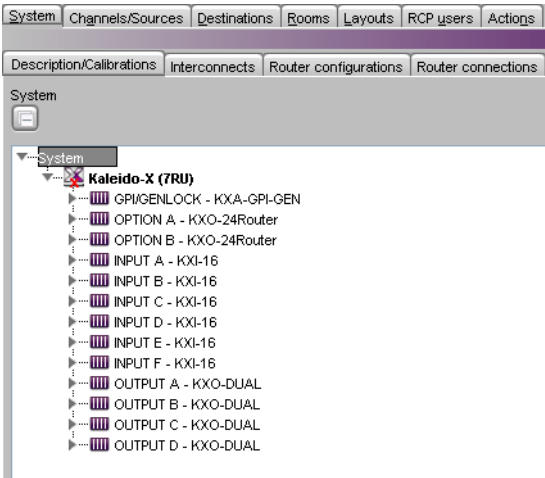 System Channels/Sources Destinations Rooms Layouts RCP users Actions
Description/Calibrations Interconnects Router configurations Router connections
System
System
Kaleido-X (7RU)
GPI/GENLOCK - KXA-GPI-GEN
OPTION A - KXO-24Router
OPTION B - KXO-24Router
INPUT A - KXI-16
INPUT B - KXI-16
INPUT C - KXI-16
INPUT D - KXI-16
INPUT E - KXI-16
INPUT F - KXI-16
OUTPUT A - KXO-DUAL
OUTPUT B - KXO-DUAL
OUTPUT C - KXO-DUAL
OUTPUT D - KXO-DUAL